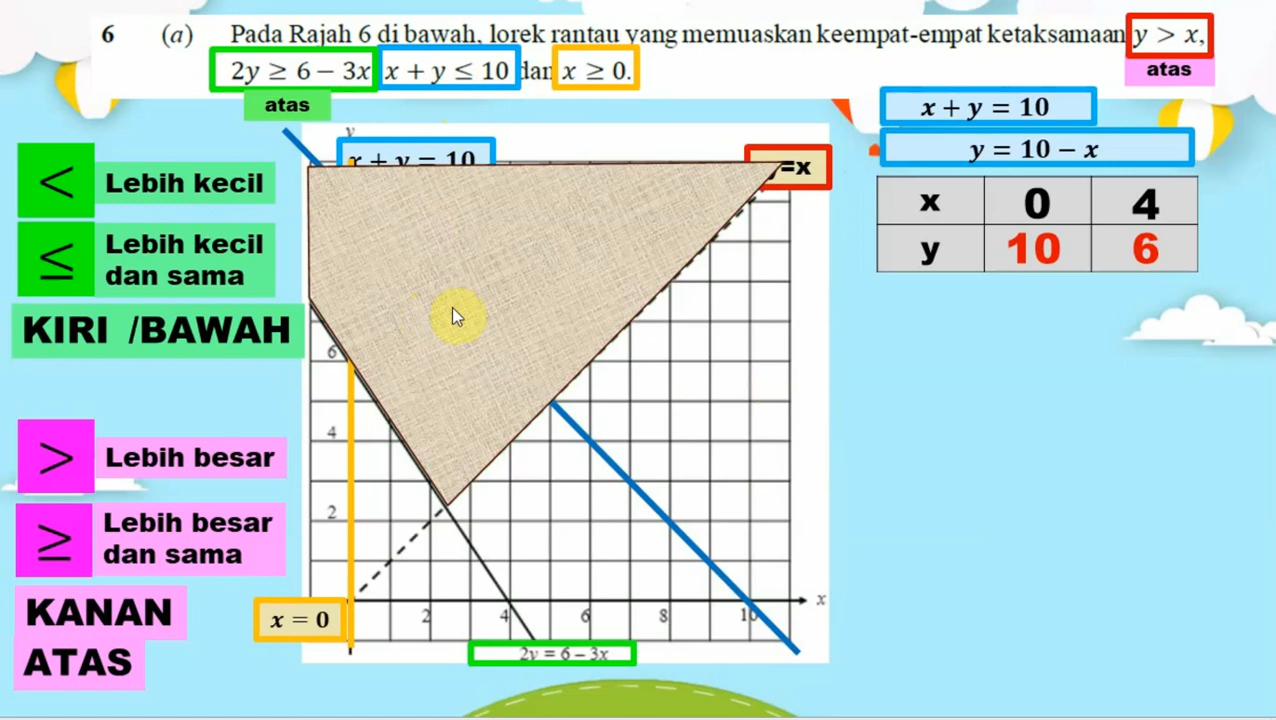 6 (a) Pada Rajah 6 di bawah, lorek rantau yang memuaskan keempat-empat ketaksamaan y > x,
2y ≥ 6 – 3x x + y ≤ 10 dan x ≥ 0.
atas
atas
x + y = 10
y = 10 − x
x 0 4
y 10 6
< Lebih kecil
≤ Lebih kecil
dan sama
KIRI /BAWAH
> Lebih besar
≥ Lebih besar
dan sama
KANAN
ATAS
y
x + y = 10
=x
6
4
2
2 4 6 8 10 x
x = 0
2y = 6 – 3x